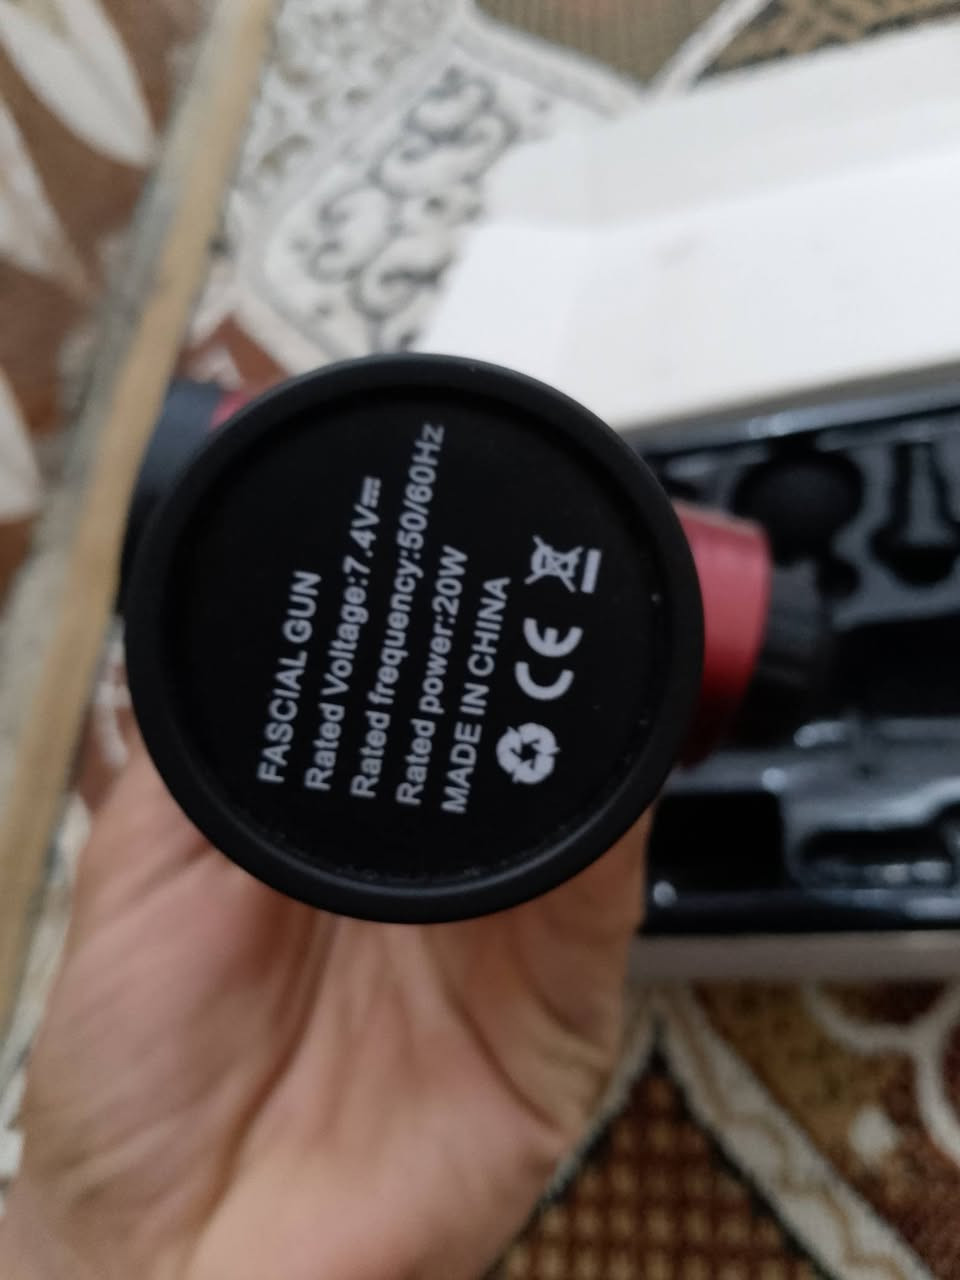 FASCIAL GUN
Rated Voltage:7.4V⎓
Rated frequency:50/60Hz
Rated power:20W
MADE IN CHINA
CE